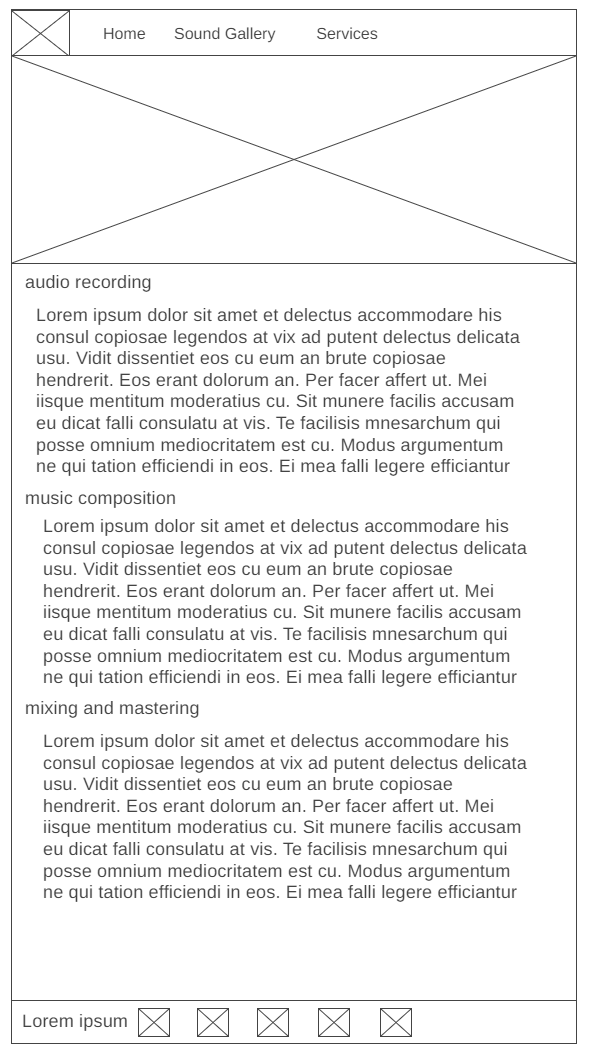 Home Sound Gallery Services
audio recording
Lorem ipsum dolor sit amet et delectus accommodare his
consul copiosae legendos at vix ad putent delectus delicata
usu. Vidit dissentiet eos cu eum an brute copiosae
hendrerit. Eos erant dolorum an. Per facer affert ut. Mei
iisque mentitum moderatius cu. Sit munere facilis accusam
eu dicat falli consulatu at vis. Te facilisis mnesarchum qui
posse omnium mediocritatem est cu. Modus argumentum
ne qui tation efficiendi in eos. Ei mea falli legere efficiantur
music composition
Lorem ipsum dolor sit amet et delectus accommodare his
consul copiosae legendos at vix ad putent delectus delicata
usu. Vidit dissentiet eos cu eum an brute copiosae
hendrerit. Eos erant dolorum an. Per facer affert ut. Mei
iisque mentitum moderatius cu. Sit munere facilis accusam
eu dicat falli consulatu at vis. Te facilisis mnesarchum qui
posse omnium mediocritatem est cu. Modus argumentum
ne qui tation efficiendi in eos. Ei mea falli legere efficiantur
mixing and mastering
Lorem ipsum dolor sit amet et delectus accommodare his
consul copiosae legendos at vix ad putent delectus delicata
usu. Vidit dissentiet eos cu eum an brute copiosae
hendrerit. Eos erant dolorum an. Per facer affert ut. Mei
iisque mentitum moderatius cu. Sit munere facilis accusam
eu dicat falli consulatu at vis. Te facilisis mnesarchum qui
posse omnium mediocritatem est cu. Modus argumentum
ne qui tation efficiendi in eos. Ei mea falli legere efficiantur
Lorem ipsum